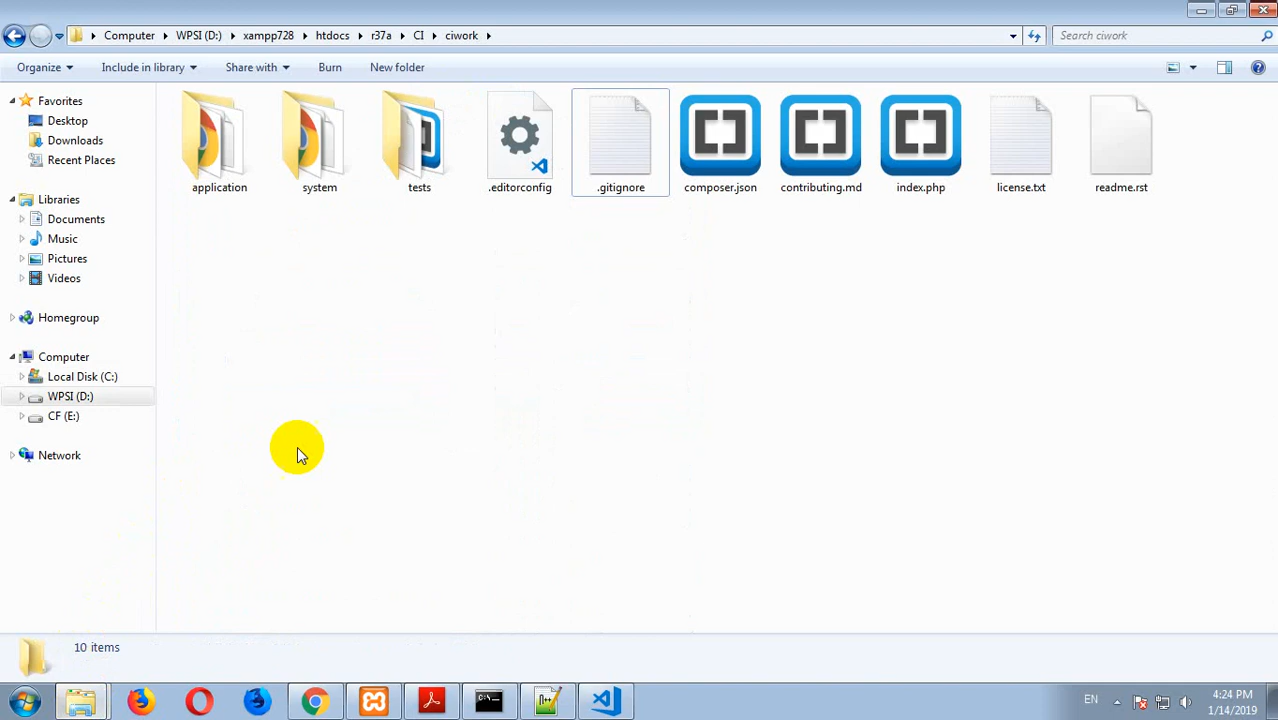 Computer WPSI (D:) xampp728 htdocs r37a CI ciwork
Search ciwork
Organize Include in library Share with Burn New folder
Favorites
Desktop
Downloads
Recent Places
Libraries
Documents
Music
Pictures
Videos
Homegroup
Computer
Local Disk (C:)
WPSI (D:)
CF (E:)
Network
application system tests .editorconfig .gitignore composer.json contributing.md index.php license.txt readme.rst
10 items
EN
4:24 PM
1/14/2019